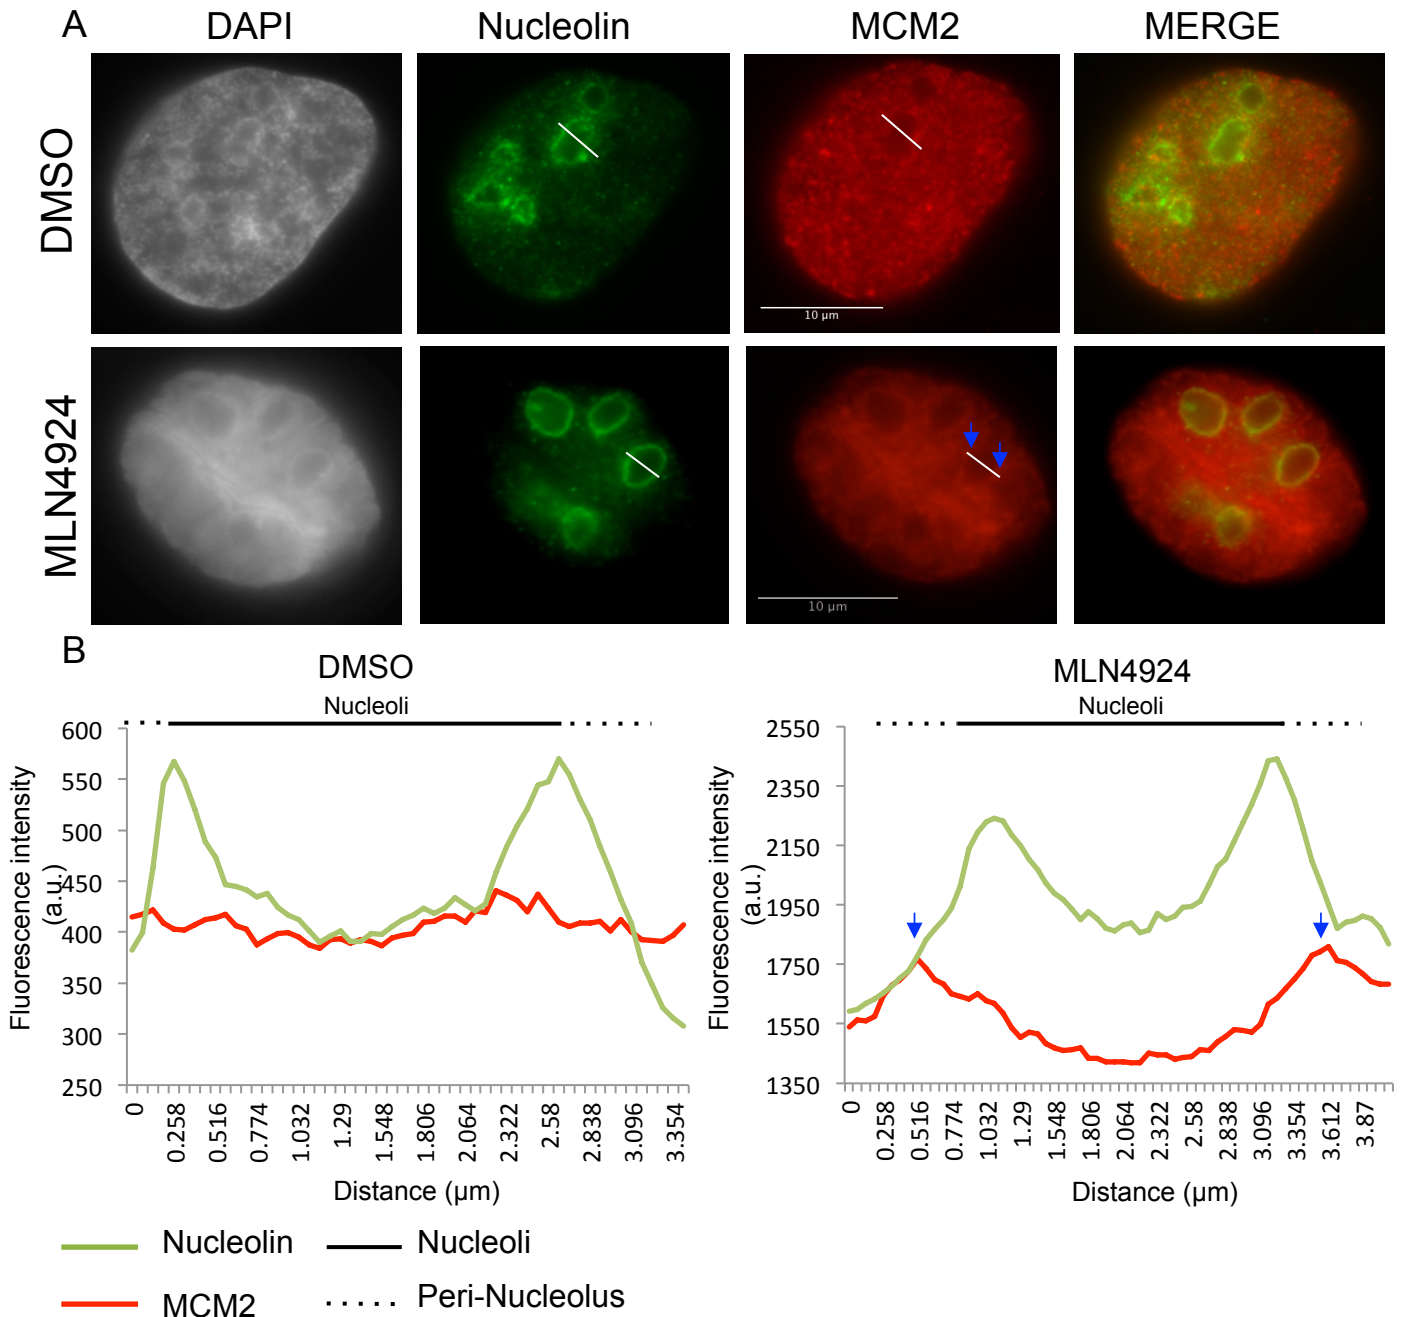 A
DAPI Nucleolin MCM2 MERGE
DMSO
10 µm
MLN4924
10 µm
B
DMSO
Nucleoli
600
550
500
450
400
350
300
250
Fluorescence intensity
(a.u.)
0 0.258 0.516 0.774 1.032 1.29 1.548 1.806 2.064 2.322 2.58 2.838 3.096 3.354
Distance (µm)
MLN4924
Nucleoli
2550
2350
2150
1950
1750
1550
1350
Fluorescence intensity
(a.u.)
0 0.258 0.516 0.774 1.032 1.29 1.548 1.806 2.064 2.322 2.58 2.838 3.096 3.354 3.612 3.87
Distance (µm)
Nucleolin Nucleoli
MCM2 Peri-Nucleolus